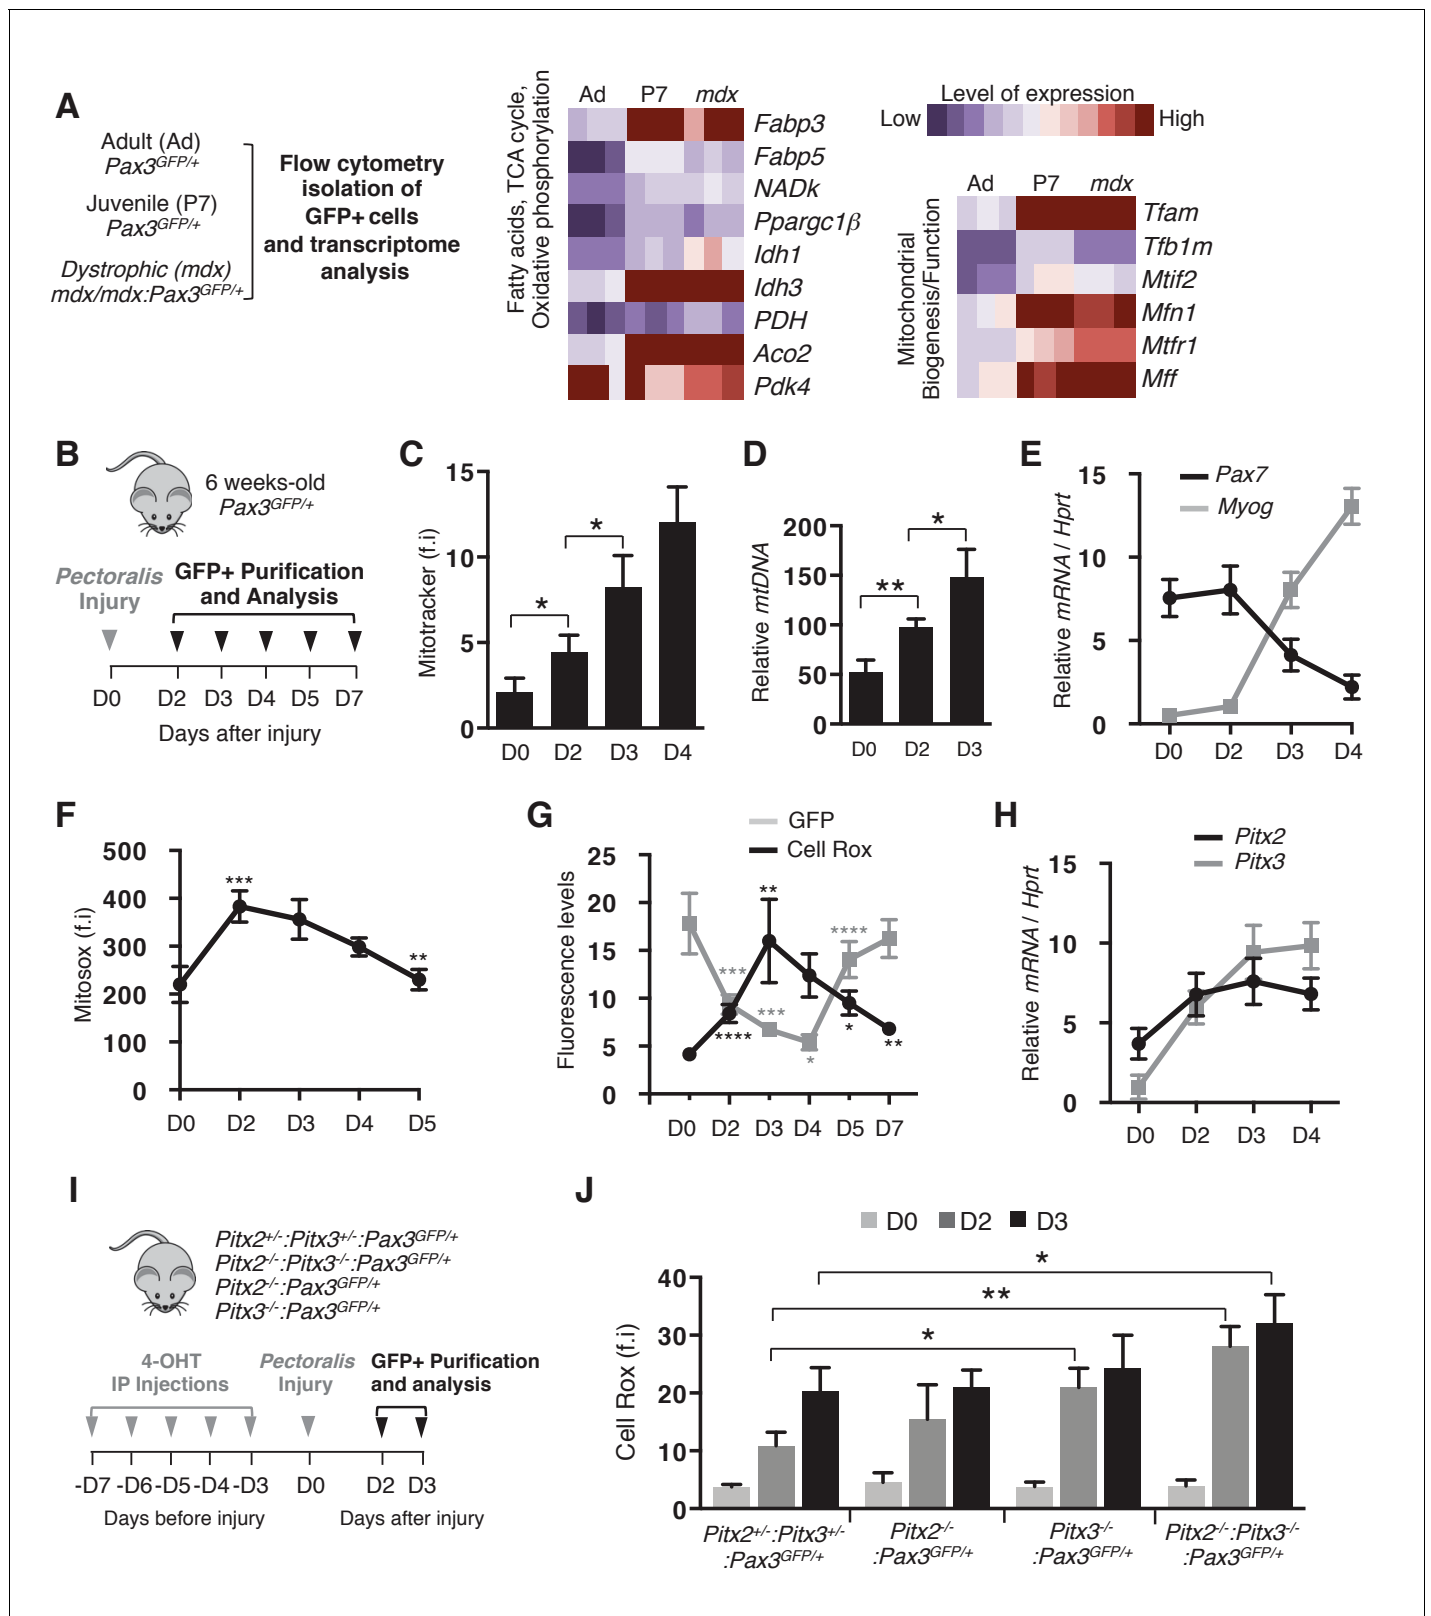 A
Adult (Ad)
Pax3GFP/+
Juvenile (P7)
Pax3GFP/+
Dystrophic (mdx)
mdx/mdx:Pax3GFP/+
Flow cytometry
isolation of
GFP+ cells
and transcriptome
analysis
Fatty acids, TCA cycle,
Oxidative phosphorylation
Ad P7 mdx
Fabp3
Fabp5
NADk
Ppargc1β
Idh1
Idh3
PDH
Aco2
Pdk4
Level of expression
Low High
Mitochondrial
Biogenesis/Function
Ad P7 mdx
Tfam
Tfb1m
Mtif2
Mfn1
Mtfr1
Mff
B
6 weeks-old
Pax3GFP/+
Pectoralis
Injury
GFP+ Purification
and Analysis
D0 D2 D3 D4 D5 D7
Days after injury
C
Mitotracker (f.i)
15
10
5
0
* *
D0 D2 D3 D4
D
Relative mtDNA
200
150
100
50
0
** *
D0 D2 D3
E
Pax7
Myog
Relative mRNA / Hprt
15
10
5
0
D0 D2 D3 D4
F
Mitosox (f.i)
500
400
300
200
100
0
*** **
D0 D2 D3 D4 D5
G
GFP
Cell Rox
Fluorescence levels
25
20
15
10
5
0
** **** *** *** **** * * **
D0 D2 D3 D4 D5 D7
H
Pitx2
Pitx3
Relative mRNA / Hprt
15
10
5
0
D0 D2 D3 D4
I
Pitx2+/-:Pitx3+/-:Pax3GFP/+
Pitx2-/-:Pitx3-/-:Pax3GFP/+
Pitx2-/-:Pax3GFP/+
Pitx3-/-:Pax3GFP/+
4-OHT
IP Injections
Pectoralis
Injury
GFP+ Purification
and analysis
-D7 -D6 -D5 -D4 -D3 D0 D2 D3
Days before injury Days after injury
J
D0 D2 D3
Cell Rox (f.i)
40
30
20
10
0
*
**
*
Pitx2+/-:Pitx3+/-
:Pax3GFP/+
Pitx2-/-
:Pax3GFP/+
Pitx3-/-
:Pax3GFP/+
Pitx2-/-:Pitx3-/-
:Pax3GFP/+